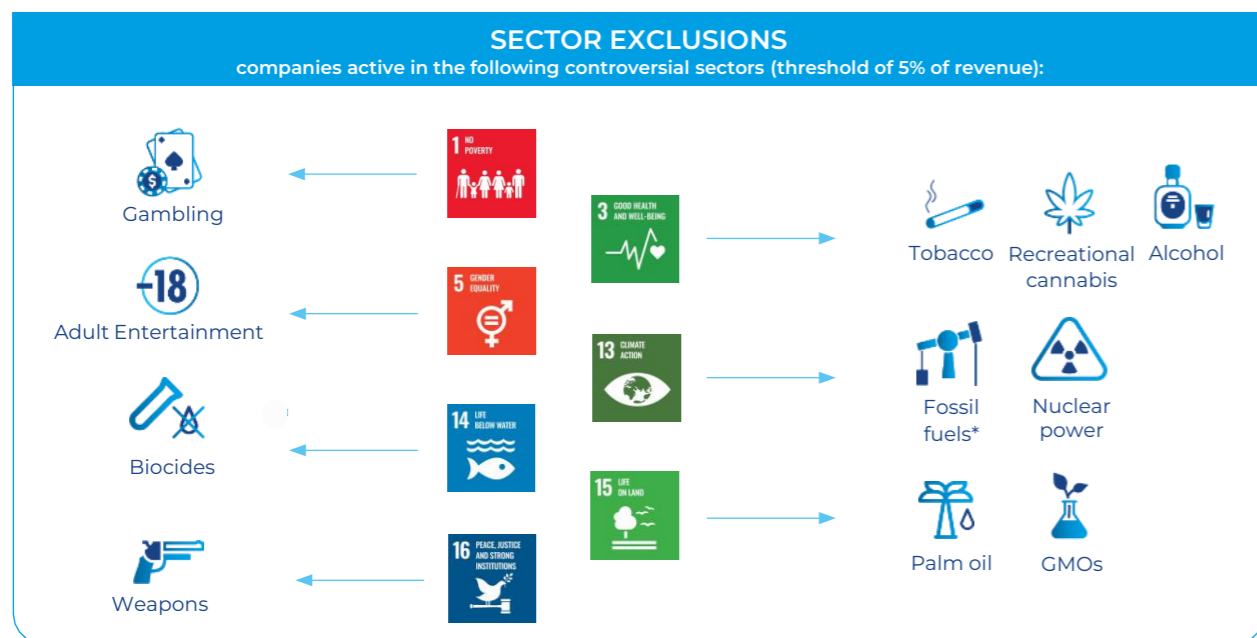 SECTOR EXCLUSIONS
companies active in the following controversial sectors (threshold of 5% of revenue):
1 NO
POVERTY
$
Gambling
3 GOOD HEALTH
AND WELL-BEING
Tobacco
Recreational
cannabis
Alcohol
-18
Adult Entertainment
5 GENDER
EQUALITY
13 CLIMATE
ACTION
Fossil
fuels*
Nuclear
power
Biocides
14 LIFE
BELOW WATER
15 LIFE
ON LAND
Palm oil
GMOs
Weapons
16 PEACE, JUSTICE
AND STRONG
INSTITUTIONS